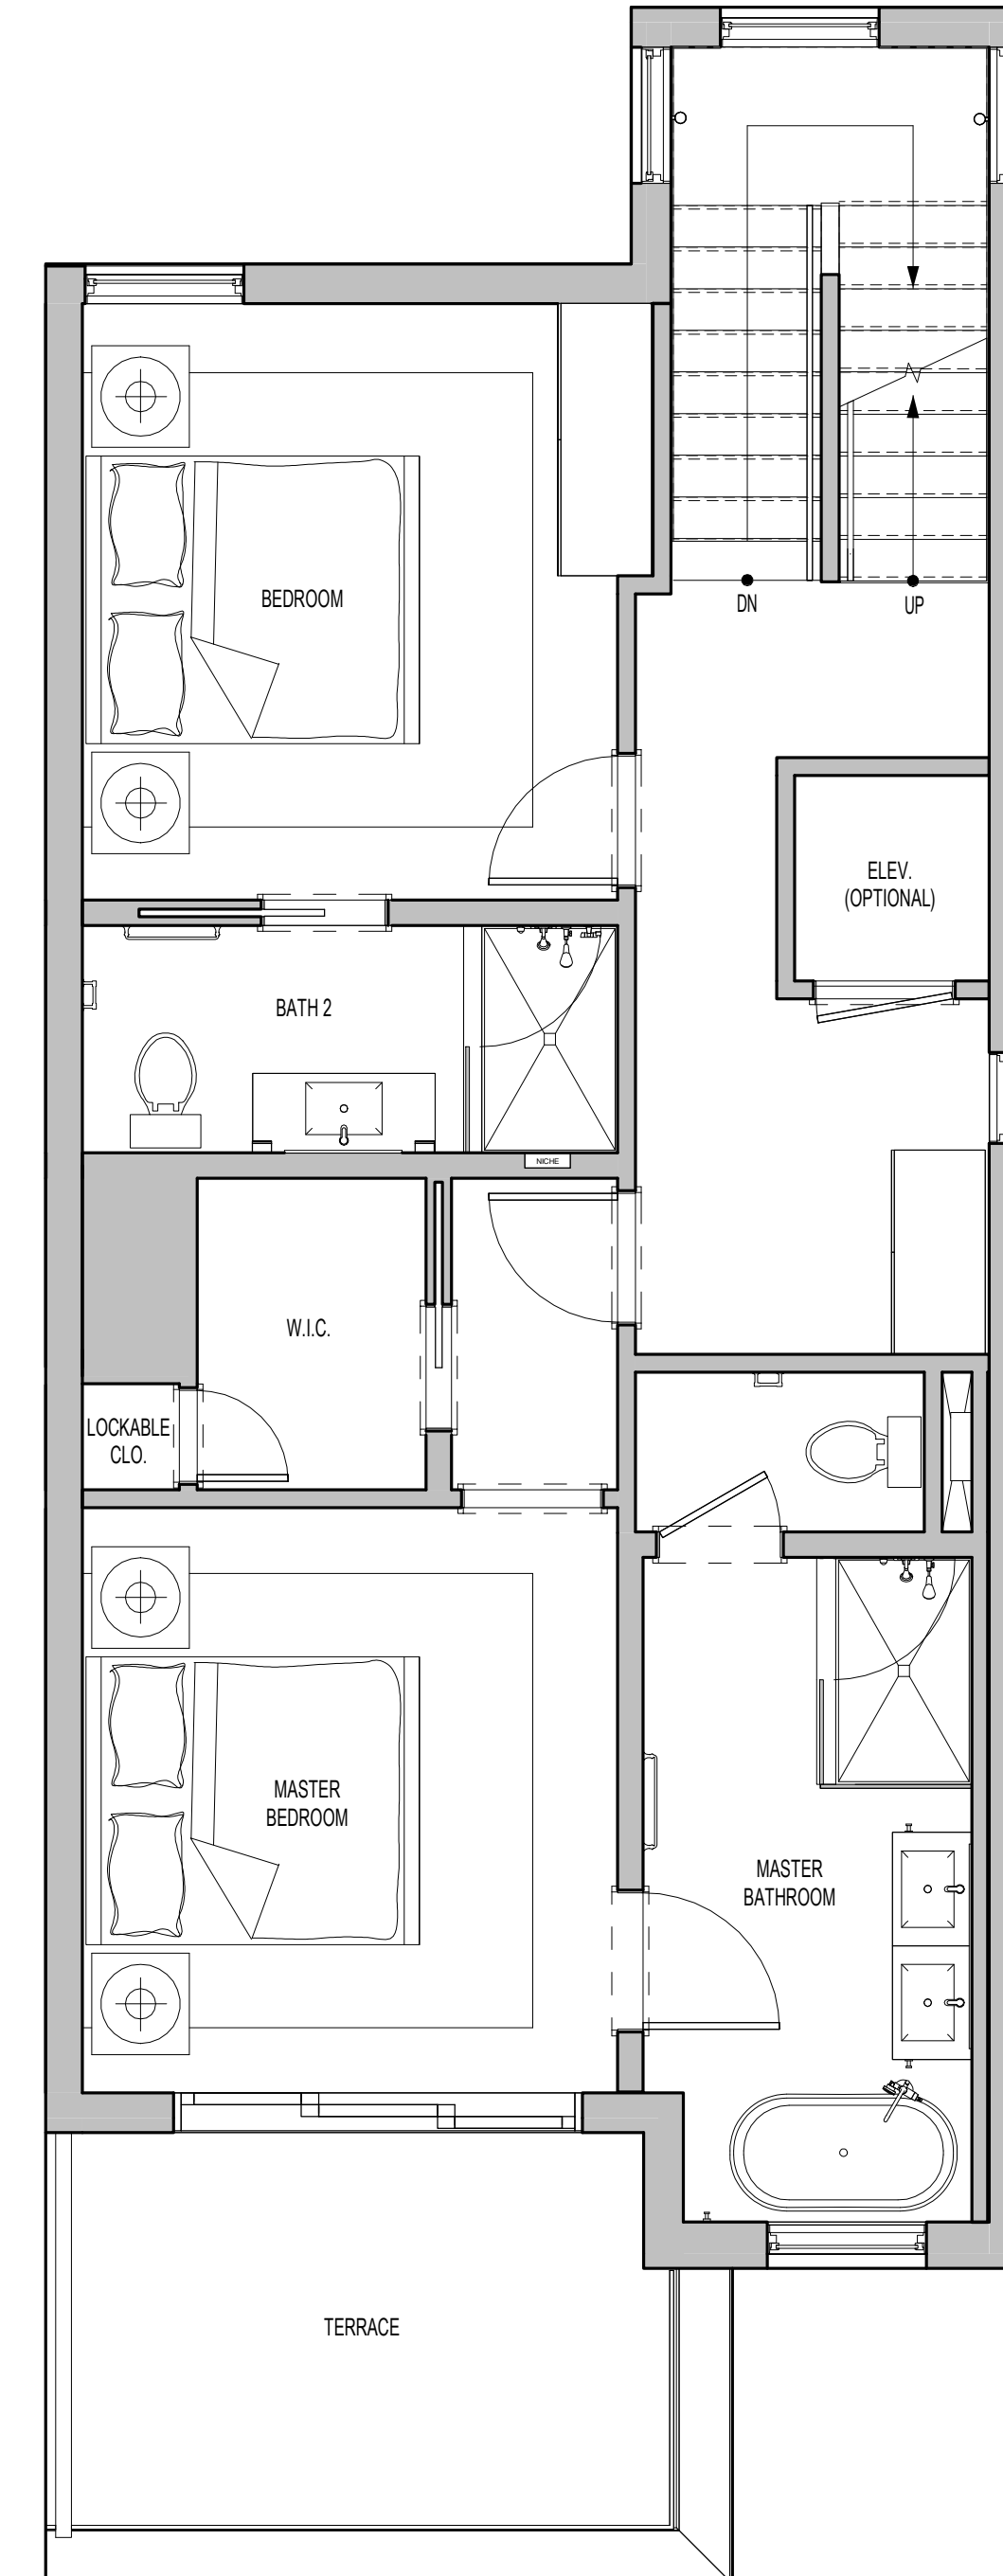 BEDROOM
DN
UP
ELEV.
(OPTIONAL)
BATH 2
NICHE
W.I.C.
LOCKABLE
CLO.
MASTER
BEDROOM
MASTER
BATHROOM
TERRACE